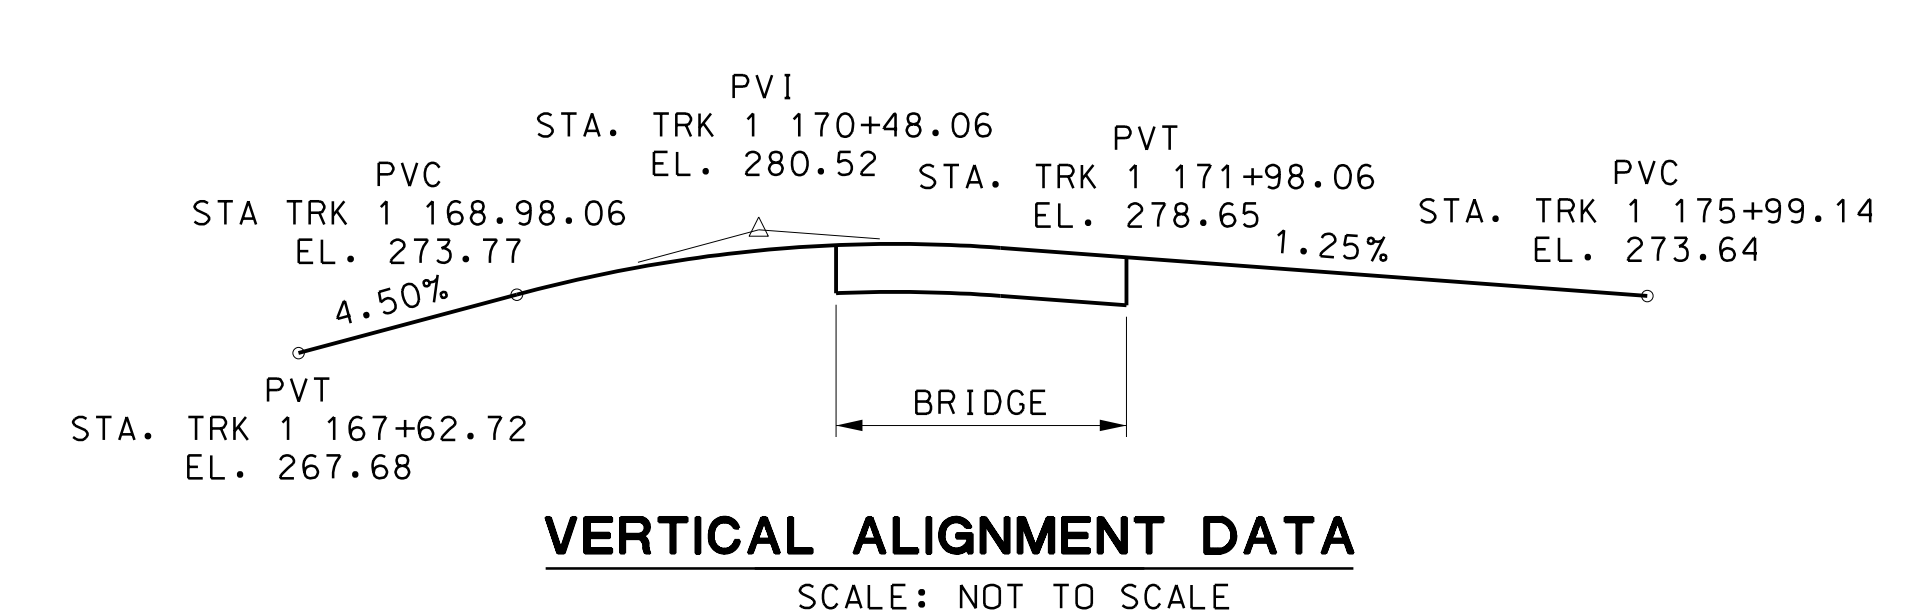 PVI
STA. TRK 1 170+48.06
EL. 280.52
PVT
STA. TRK 1 171+98.06
EL. 278.65
PVC
STA TRK 1 168.98.06
EL. 273.77
PVC
STA. TRK 1 175+99.14
EL. 273.64
4.50%
1.25%
PVT
STA. TRK 1 167+62.72
EL. 267.68
BRIDGE
VERTICAL ALIGNMENT DATA
SCALE: NOT TO SCALE